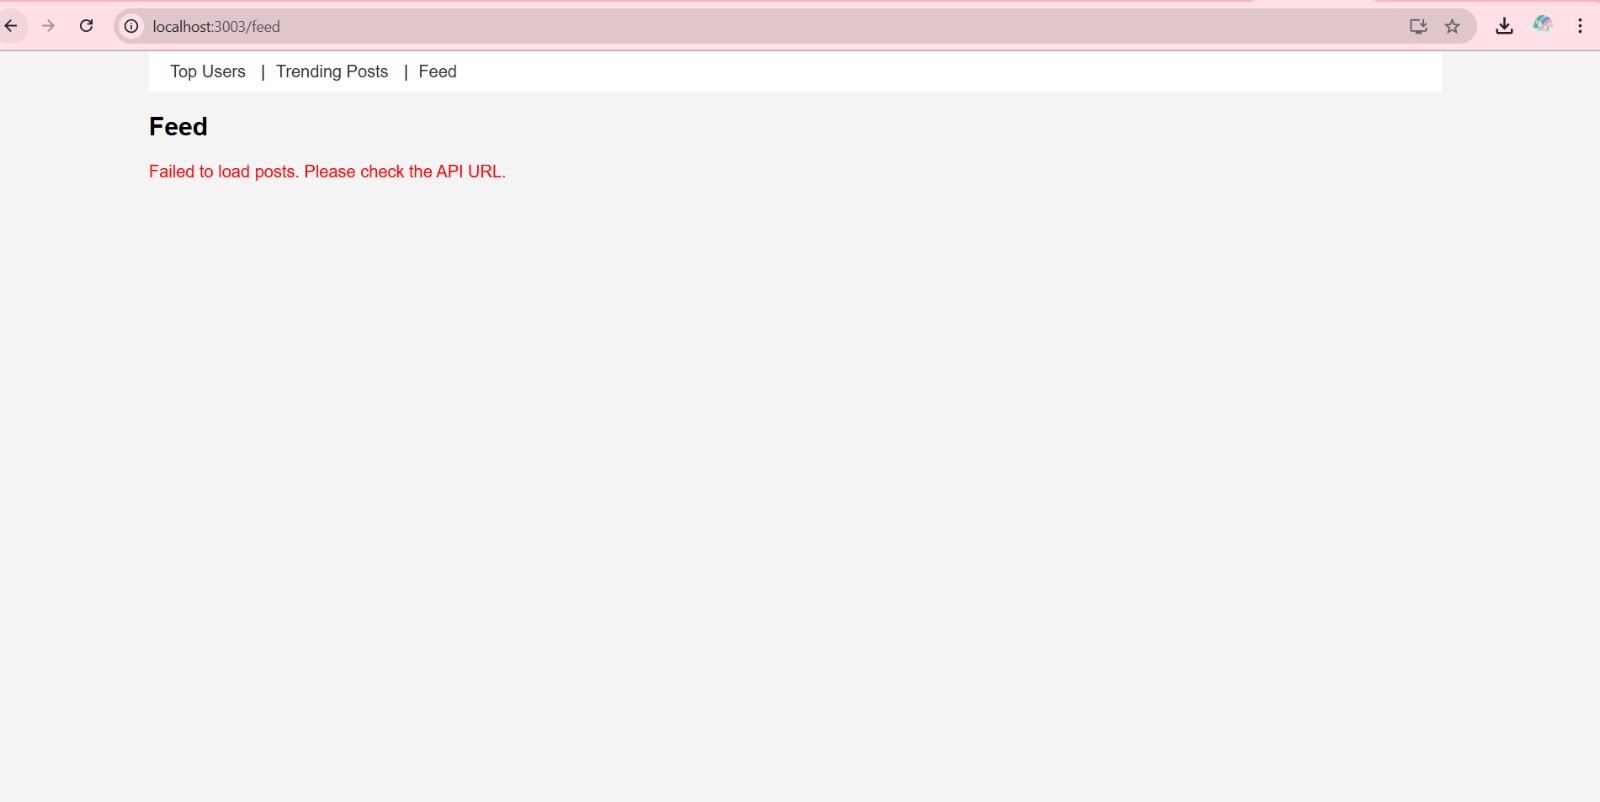 localhost:3003/feed
Top Users | Trending Posts | Feed
Feed
Failed to load posts. Please check the API URL.